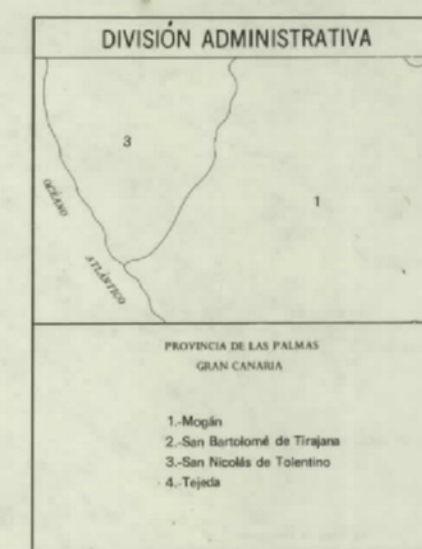 DIVISIÓN ADMINISTRATIVA
3
1
OCÉANO
ATLÁNTICO
PROVINCIA DE LAS PALMAS
GRAN CANARIA
1.-Mogán
2.-San Bartolomé de Tirajana
3.-San Nicolás de Tolentino
4.-Tejeda